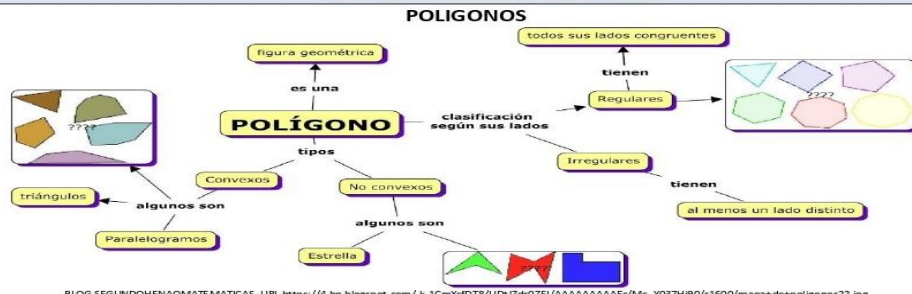 POLIGONOS
todos sus lados congruentes
figura geométrica
tienen
es una
Regulares
????
clasificación
según sus lados
POLÍGONO
????
tipos
Irregulares
Convexos
No convexos
tienen
triángulos
algunos son
al menos un lado distinto
algunos son
Paralelogramos
Estrella
????